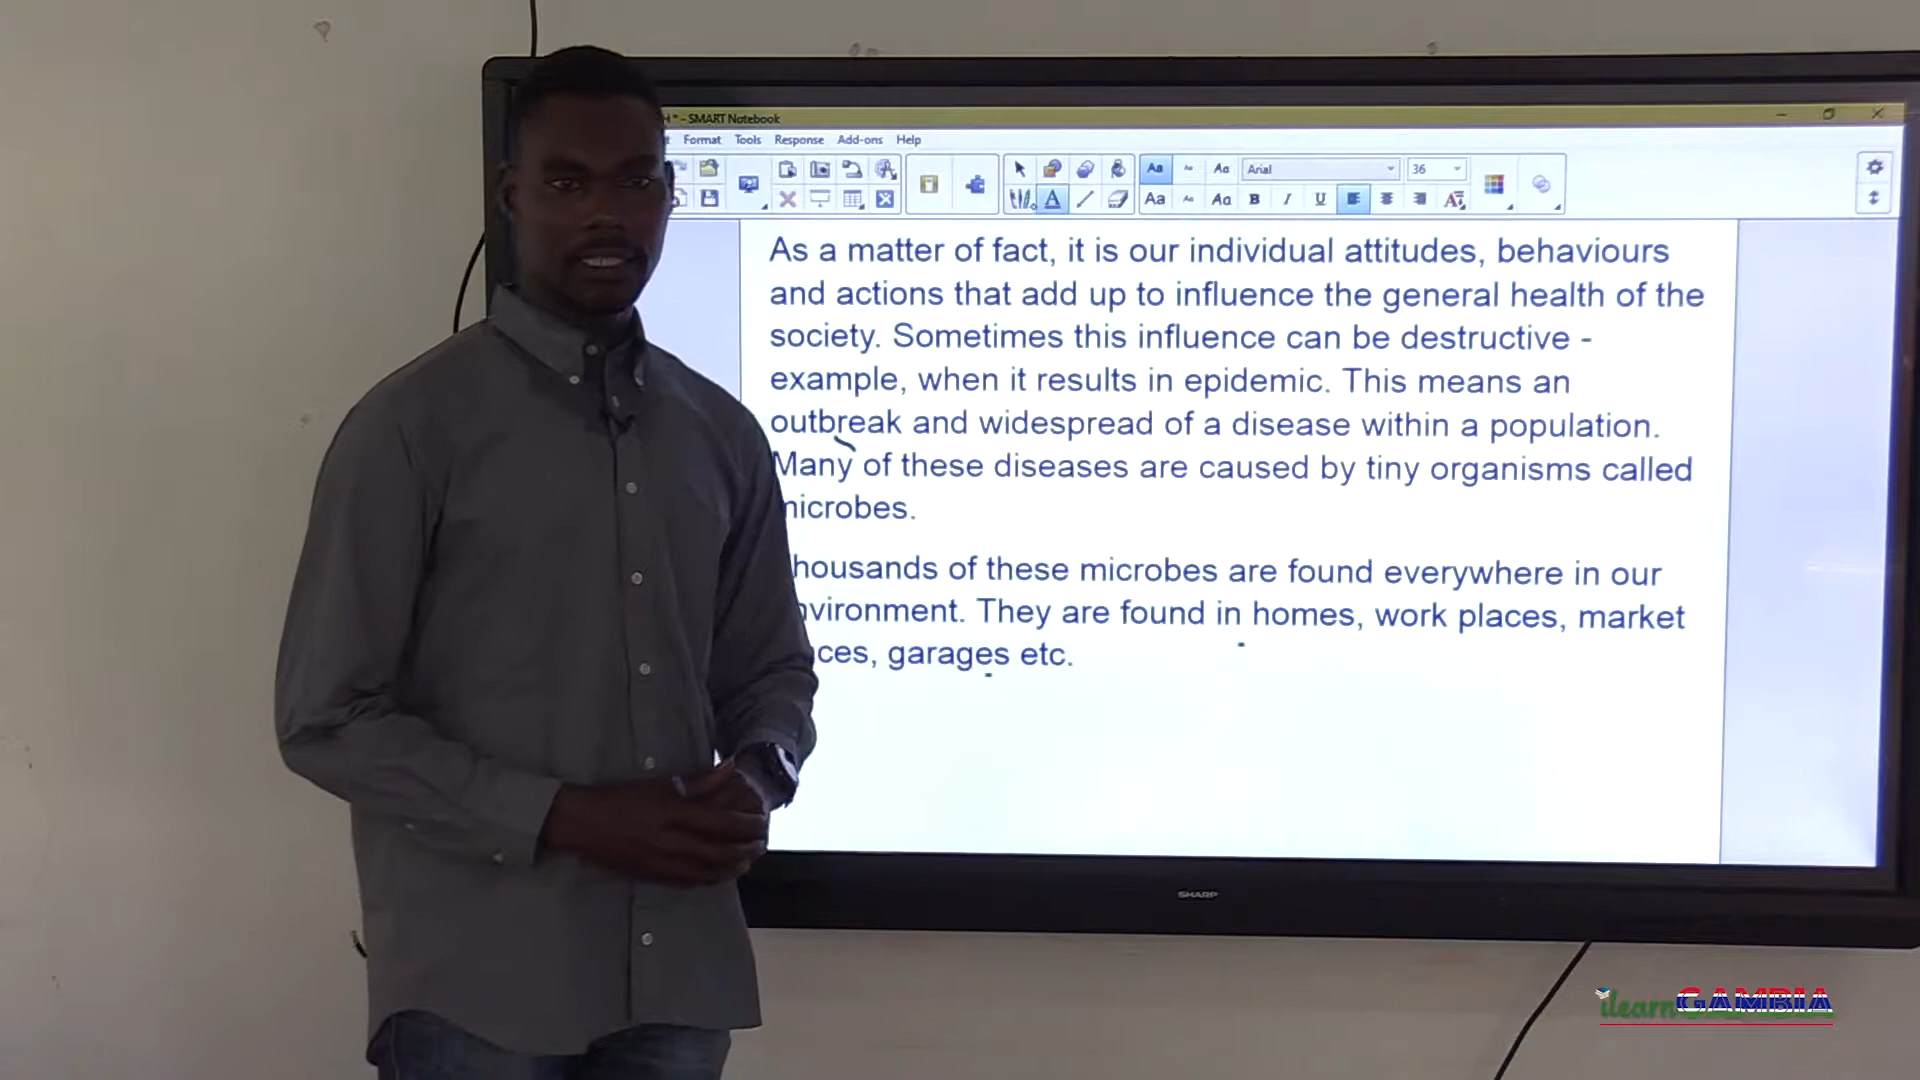 - SMART Notebook
Format Tools Response Add-ons Help
Arial 36
As a matter of fact, it is our individual attitudes, behaviours
and actions that add up to influence the general health of the
society. Sometimes this influence can be destructive -
example, when it results in epidemic. This means an
outbreak and widespread of a disease within a population.
Many of these diseases are caused by tiny organisms called
microbes.
housands of these microbes are found everywhere in our
nvironment. They are found in homes, work places, market
ces, garages etc.
SHARP
ilearnGAMBIA